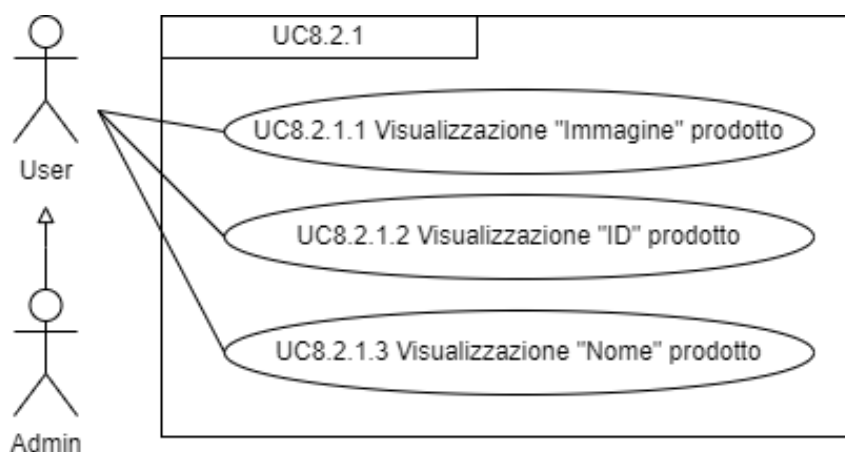 UC8.2.1
UC8.2.1.1 Visualizzazione "Immagine" prodotto
User
UC8.2.1.2 Visualizzazione "ID" prodotto
UC8.2.1.3 Visualizzazione "Nome" prodotto
Admin